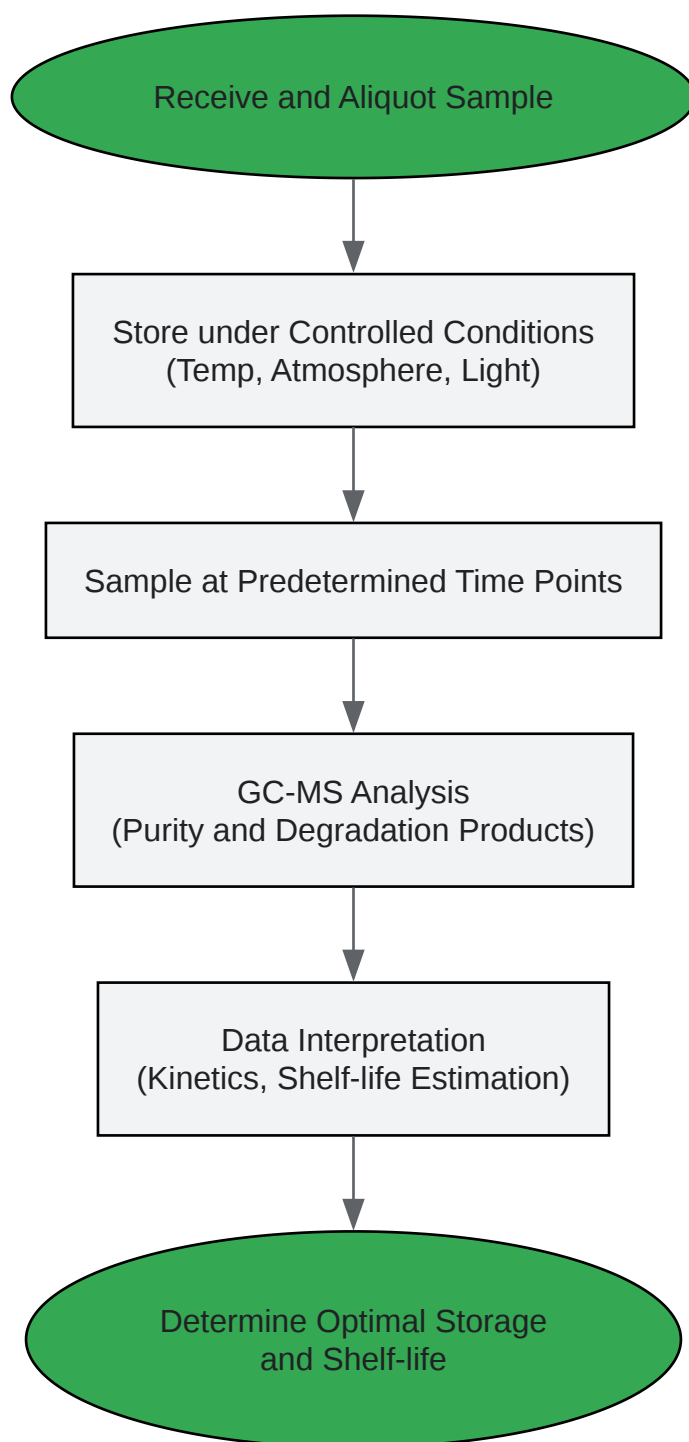 Receive and Aliquot Sample
Store under Controlled Conditions
(Temp, Atmosphere, Light)
Sample at Predetermined Time Points
GC-MS Analysis
(Purity and Degradation Products)
Data Interpretation
(Kinetics, Shelf-life Estimation)
Determine Optimal Storage
and Shelf-life